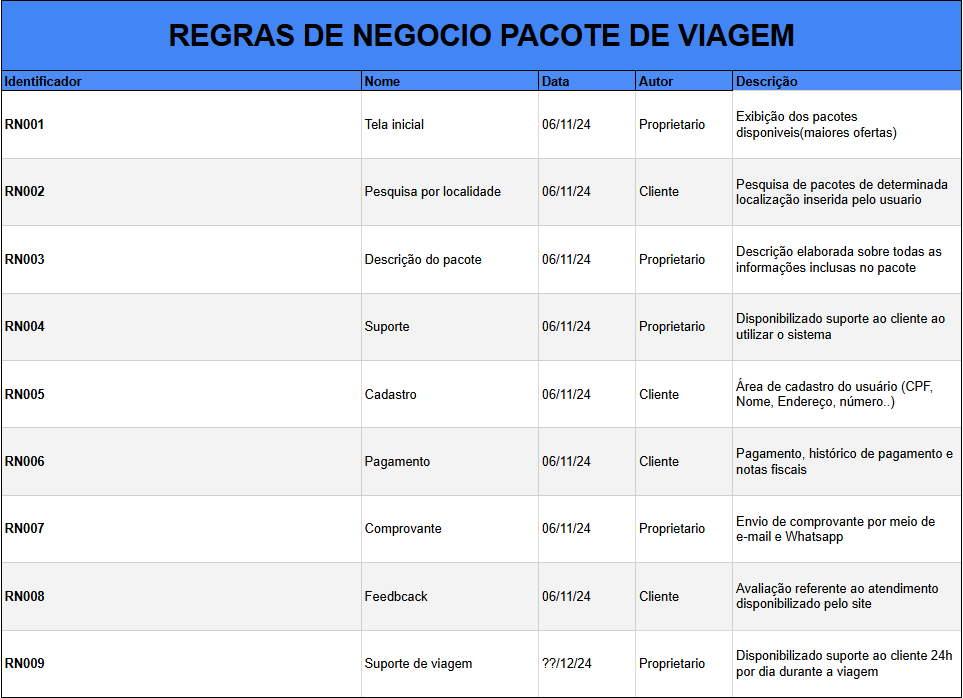 REGRAS DE NEGOCIO PACOTE DE VIAGEM
Identificador Nome Data Autor Descrição
RN001 Tela inicial 06/11/24 Proprietario Exibição dos pacotes
disponiveis(maiores ofertas)
RN002 Pesquisa por localidade 06/11/24 Cliente Pesquisa de pacotes de determinada
localização inserida pelo usuario
RN003 Descrição do pacote 06/11/24 Proprietario Descrição elaborada sobre todas as
informações inclusas no pacote
RN004 Suporte 06/11/24 Proprietario Disponibilizado suporte ao cliente ao
utilizar o sistema
RN005 Cadastro 06/11/24 Cliente Área de cadastro do usuário (CPF,
Nome, Endereço, número..)
RN006 Pagamento 06/11/24 Cliente Pagamento, histórico de pagamento e
notas fiscais
RN007 Comprovante 06/11/24 Proprietario Envio de comprovante por meio de
e-mail e Whatsapp
RN008 Feedbcack 06/11/24 Cliente Avaliação referente ao atendimento
disponibilizado pelo site
RN009 Suporte de viagem ??/12/24 Proprietario Disponibilizado suporte ao cliente 24h
por dia durante a viagem